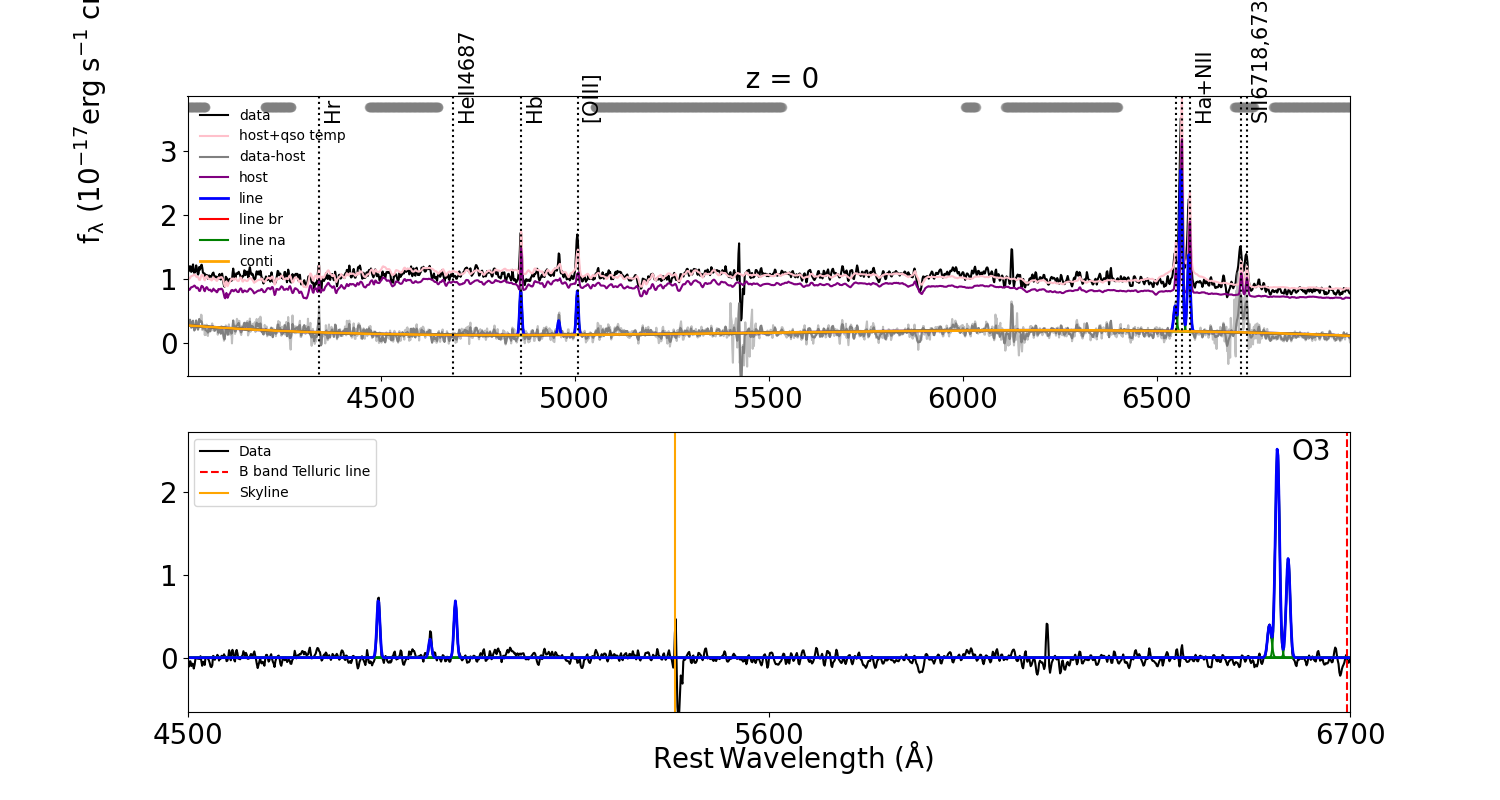 z = 0
f_λ (10^−17 erg s^−1
Hr
HeII4687
Hb
[OIII]
Ha+NII
SII6718,673
data
host+qso temp
data-host
host
line
line br
line na
conti
3
2
1
0
4500 5000 5500 6000 6500
Data
B band Telluric line
Skyline
O3
2
1
0
4500 5600 6700
Rest Wavelength (Å)